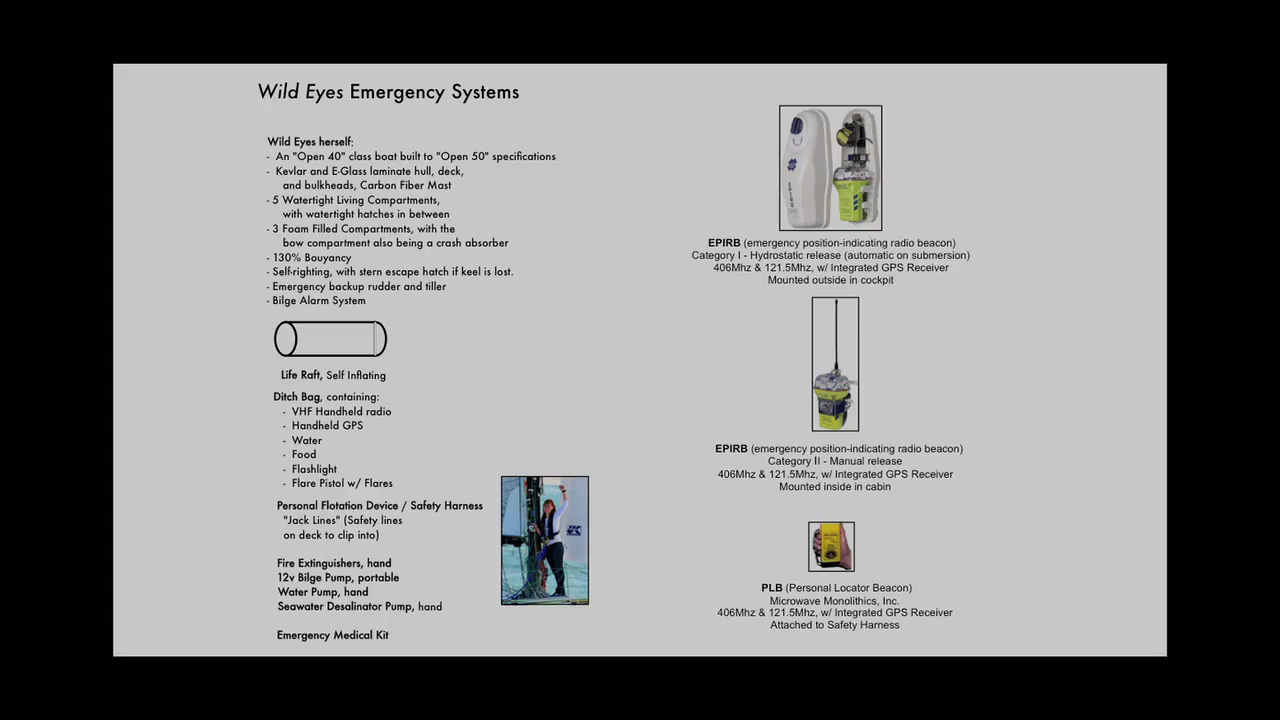 Wild Eyes Emergency Systems
Wild Eyes herself:
- An "Open 40" class boat built to "Open 50" specifications
- Kevlar and E-Glass laminate hull, deck,
and bulkheads, Carbon Fiber Mast
- 5 Watertight Living Compartments,
with watertight hatches in between
- 3 Foam Filled Compartments, with the
bow compartment also being a crash absorber
- 130% Bouyancy
- Self-righting, with stern escape hatch if keel is lost.
- Emergency backup rudder and tiller
- Bilge Alarm System
Life Raft, Self Inflating
Ditch Bag, containing:
- VHF Handheld radio
- Handheld GPS
- Water
- Food
- Flashlight
- Flare Pistol w/ Flares
Personal Flotation Device / Safety Harness
"Jack Lines" (Safety lines
on deck to clip into)
Fire Extinguishers, hand
12v Bilge Pump, portable
Water Pump, hand
Seawater Desalinator Pump, hand
Emergency Medical Kit
EPIRB (emergency position-indicating radio beacon)
Category I - Hydrostatic release (automatic on submersion)
406Mhz & 121.5Mhz, w/ Integrated GPS Receiver
Mounted outside in cockpit
EPIRB (emergency position-indicating radio beacon)
Category II - Manual release
406Mhz & 121.5Mhz, w/ Integrated GPS Receiver
Mounted inside in cabin
PLB (Personal Locator Beacon)
Microwave Monolithics, Inc.
406Mhz & 121.5Mhz, w/ Integrated GPS Receiver
Attached to Safety Harness